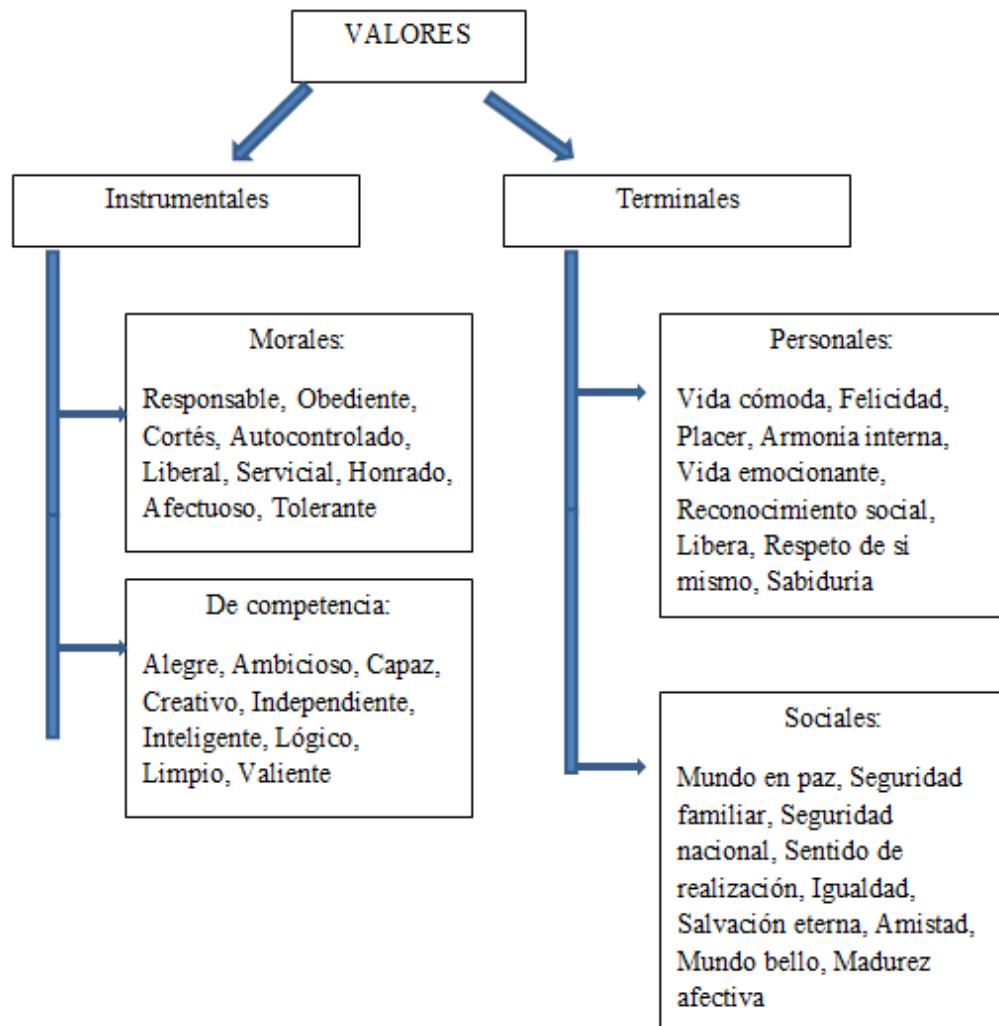 VALORES
Instrumentales
Terminales
Morales:
Responsable, Obediente,
Cortés, Autocontrolado,
Liberal, Servicial, Honrado,
Afectuoso, Tolerante
De competencia:
Alegre, Ambicioso, Capaz,
Creativo, Independiente,
Inteligente, Lógico,
Limpio, Valiente
Personales:
Vida cómoda, Felicidad,
Placer, Armonía interna,
Vida emocionante,
Reconocimiento social,
Libera, Respeto de sí
mismo, Sabiduría
Sociales:
Mundo en paz, Seguridad
familiar, Seguridad
nacional, Sentido de
realización, Igualdad,
Salvación eterna, Amistad,
Mundo bello, Madurez
afectiva